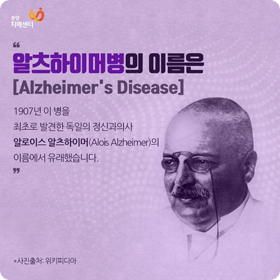 중앙
치매센터
“
알츠하이머병의 이름은
[Alzheimer's Disease]
1907년 이 병을
최초로 발견한 독일의 정신과의사
알로이스 알츠하이머(Alois Alzheimer)의
이름에서 유래했습니다.
”
*사진출처: 위키피디아